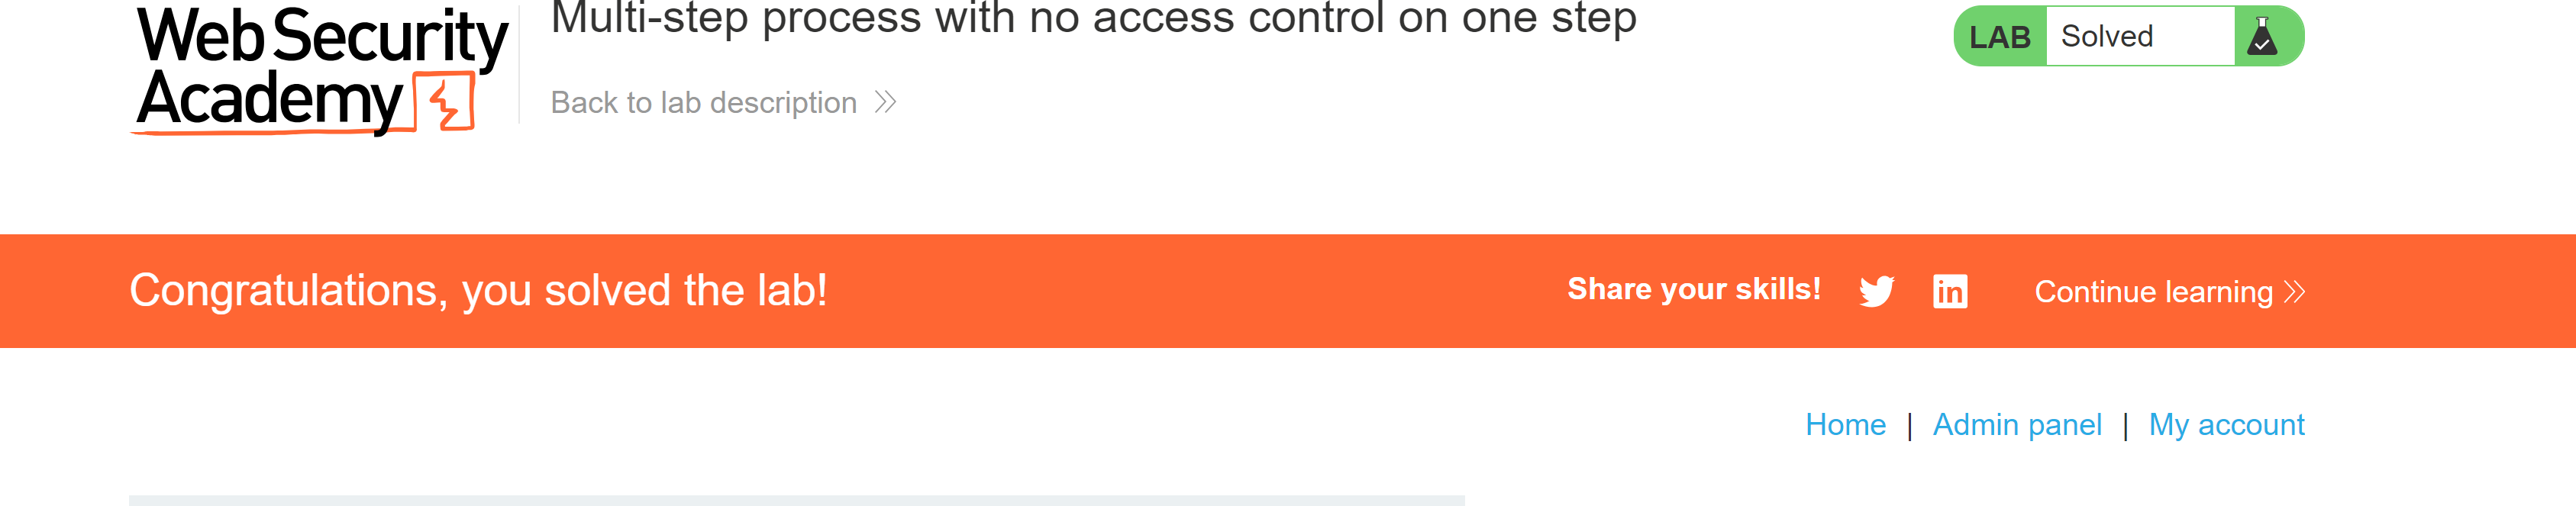 Web Security
Academy
Multi-step process with no access control on one step
Back to lab description
LAB Solved
Congratulations, you solved the lab!
Share your skills!
in
Continue learning
Home | Admin panel | My account